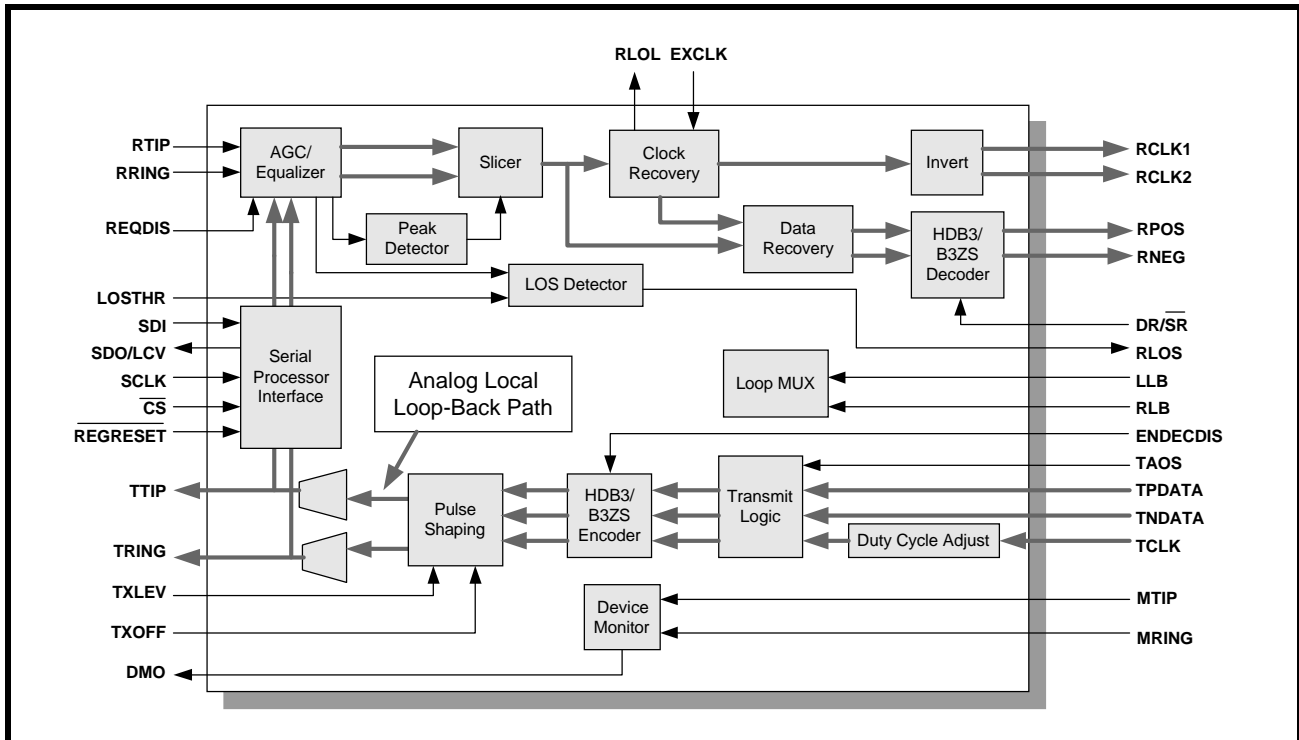 RLOL EXCLK
RTIP
RRING
REQDIS
LOSTHR
SDI
SDO/LCV
SCLK
CS
REGRESET
TTIP
TRING
TXLEV
TXOFF
DMO
AGC/
Equalizer
Slicer
Peak
Detector
Clock
Recovery
Invert
Data
Recovery
HDB3/
B3ZS
Decoder
LOS Detector
Serial
Processor
Interface
Analog Local
Loop-Back Path
Loop MUX
Pulse
Shaping
HDB3/
B3ZS
Encoder
Transmit
Logic
Duty Cycle Adjust
Device
Monitor
RCLK1
RCLK2
RPOS
RNEG
DR/SR
RLOS
LLB
RLB
ENDECDIS
TAOS
TPDATA
TNDATA
TCLK
MTIP
MRING